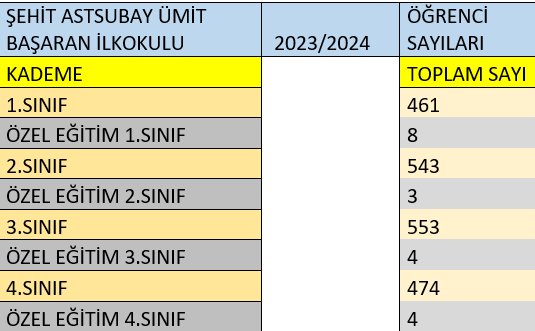 ŞEHİT ASTSUBAY ÜMİT
BAŞARAN İLKOKULU
2023/2024
ÖĞRENCİ
SAYILARI
KADEME
TOPLAM SAYI
1.SINIF
461
ÖZEL EĞİTİM 1.SINIF
8
2.SINIF
543
ÖZEL EĞİTİM 2.SINIF
3
3.SINIF
553
ÖZEL EĞİTİM 3.SINIF
4
4.SINIF
474
ÖZEL EĞİTİM 4.SINIF
4